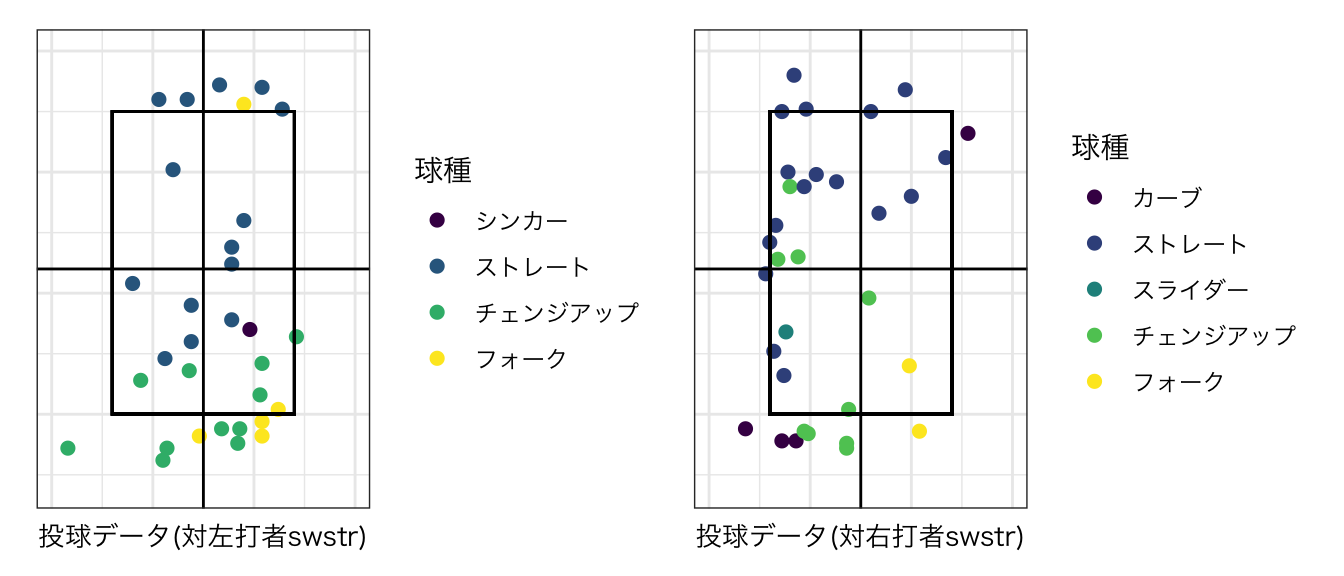 球種
シンカー
ストレート
チェンジアップ
フォーク
投球データ(対左打者swstr)
球種
カーブ
ストレート
スライダー
チェンジアップ
フォーク
投球データ(対右打者swstr)